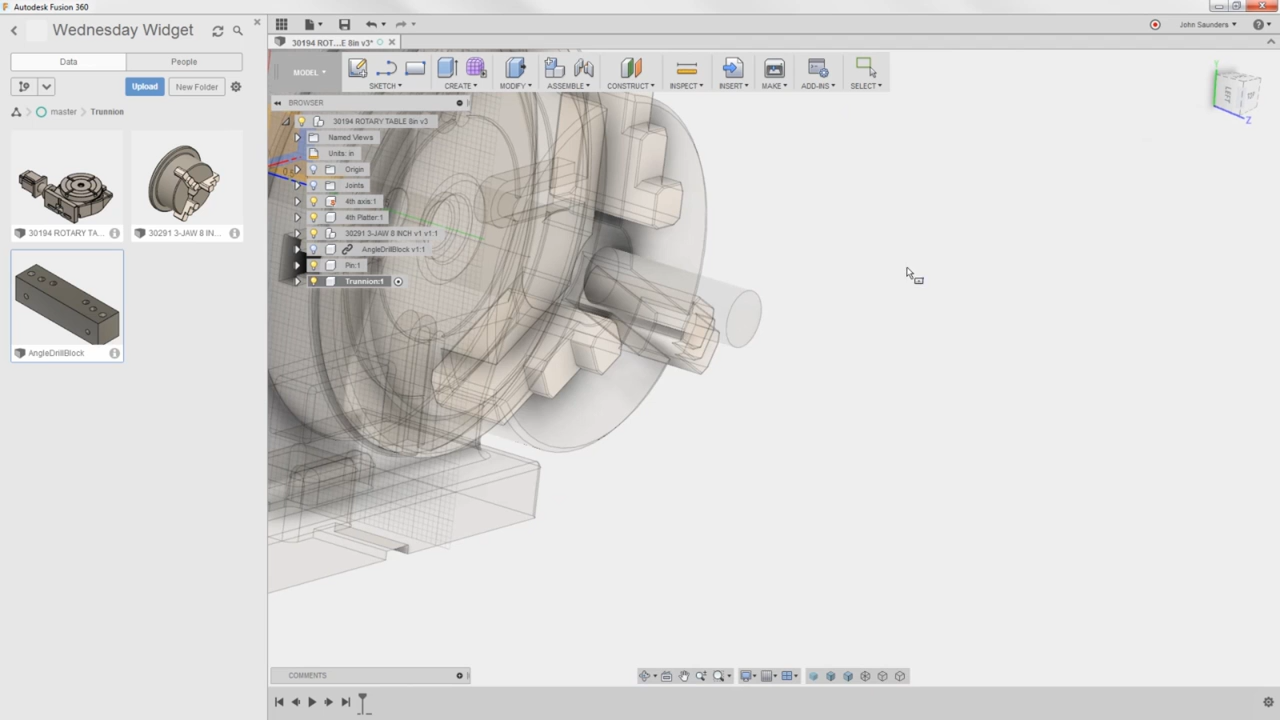 Autodesk Fusion 360
Wednesday Widget
Data
People
Upload
New Folder
master
Trunnion
30194 ROTARY TA...
30291 3-JAW 8 IN...
AngleDrillBlock
John Saunders
30194 ROT...E 8in v3*
MODEL
SKETCH
CREATE
MODIFY
ASSEMBLE
CONSTRUCT
INSPECT
INSERT
MAKE
ADD-INS
SELECT
BROWSER
30194 ROTARY TABLE 8in v3
Named Views
Units: in
Origin
Joints
4th axis:1
4th Platter:1
30291 3-JAW 8 INCH v1 v1:1
AngleDrillBlock v1:1
Pin:1
Trunnion:1
Y
LEFT
Z
COMMENTS